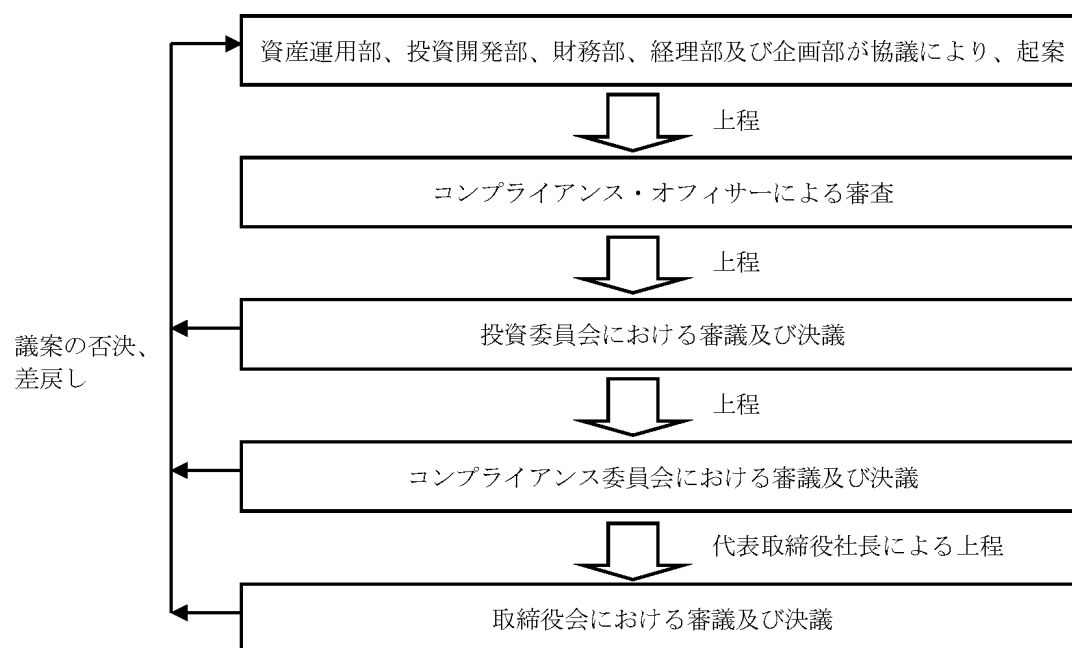 資産運用部、投資開発部、財務部、経理部及び企画部が協議により、起案
上程
コンプライアンス・オフィサーによる審査
上程
投資委員会における審議及び決議
議案の否決、
差戻し
上程
コンプライアンス委員会における審議及び決議
代表取締役社長による上程
取締役会における審議及び決議